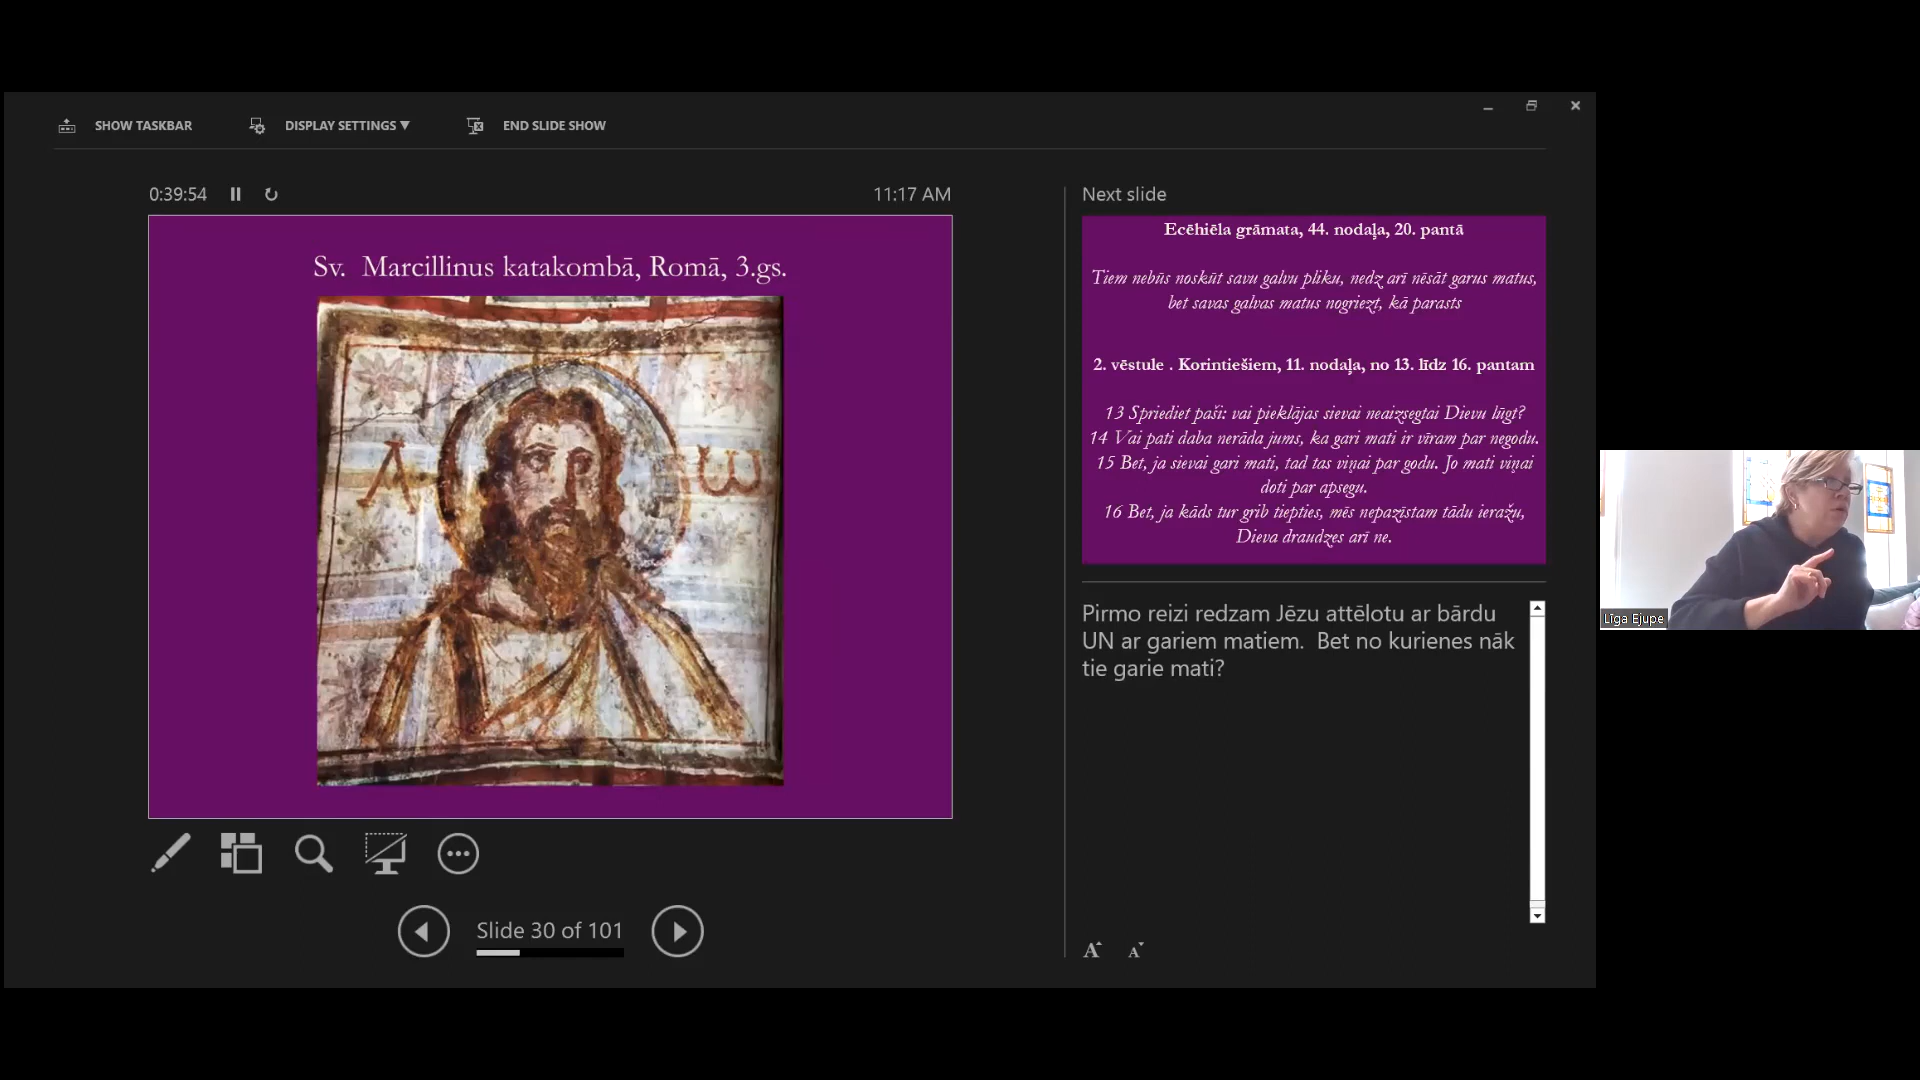 SHOW TASKBAR
DISPLAY SETTINGS ▼
END SLIDE SHOW
0:39:54
11:17 AM
Sv. Marcillinus katakombā, Romā, 3.gs.
Α ω
Slide 30 of 101
Next slide
Ecēhiēla grāmata, 44. nodaļa, 20. pantā
Tiem nebūs noskūt savu galvu pliku, nedz arī nēsāt garus matus,
bet savas galvas matus nogriezt, kā parasts
2. vēstule . Korintiešiem, 11. nodaļa, no 13. līdz 16. pantam
13 Spriediet paši: vai pieklājas sievai neaizsegtai Dievu lūgt?
14 Vai pati daba nerāda jums, ka gari mati ir vīram par negodu.
15 Bet, ja sievai gari mati, tad tas viņai par godu. Jo mati viņai
doti par apsegu.
16 Bet, ja kāds tur grib tiepties, mēs nepazīstam tādu ieražu,
Dieva draudzes arī ne.
Pirmo reizi redzam Jēzu attēlotu ar bārdu
UN ar gariem matiem. Bet no kurienes nāk
tie garie mati?
A A
Līga Ejupe